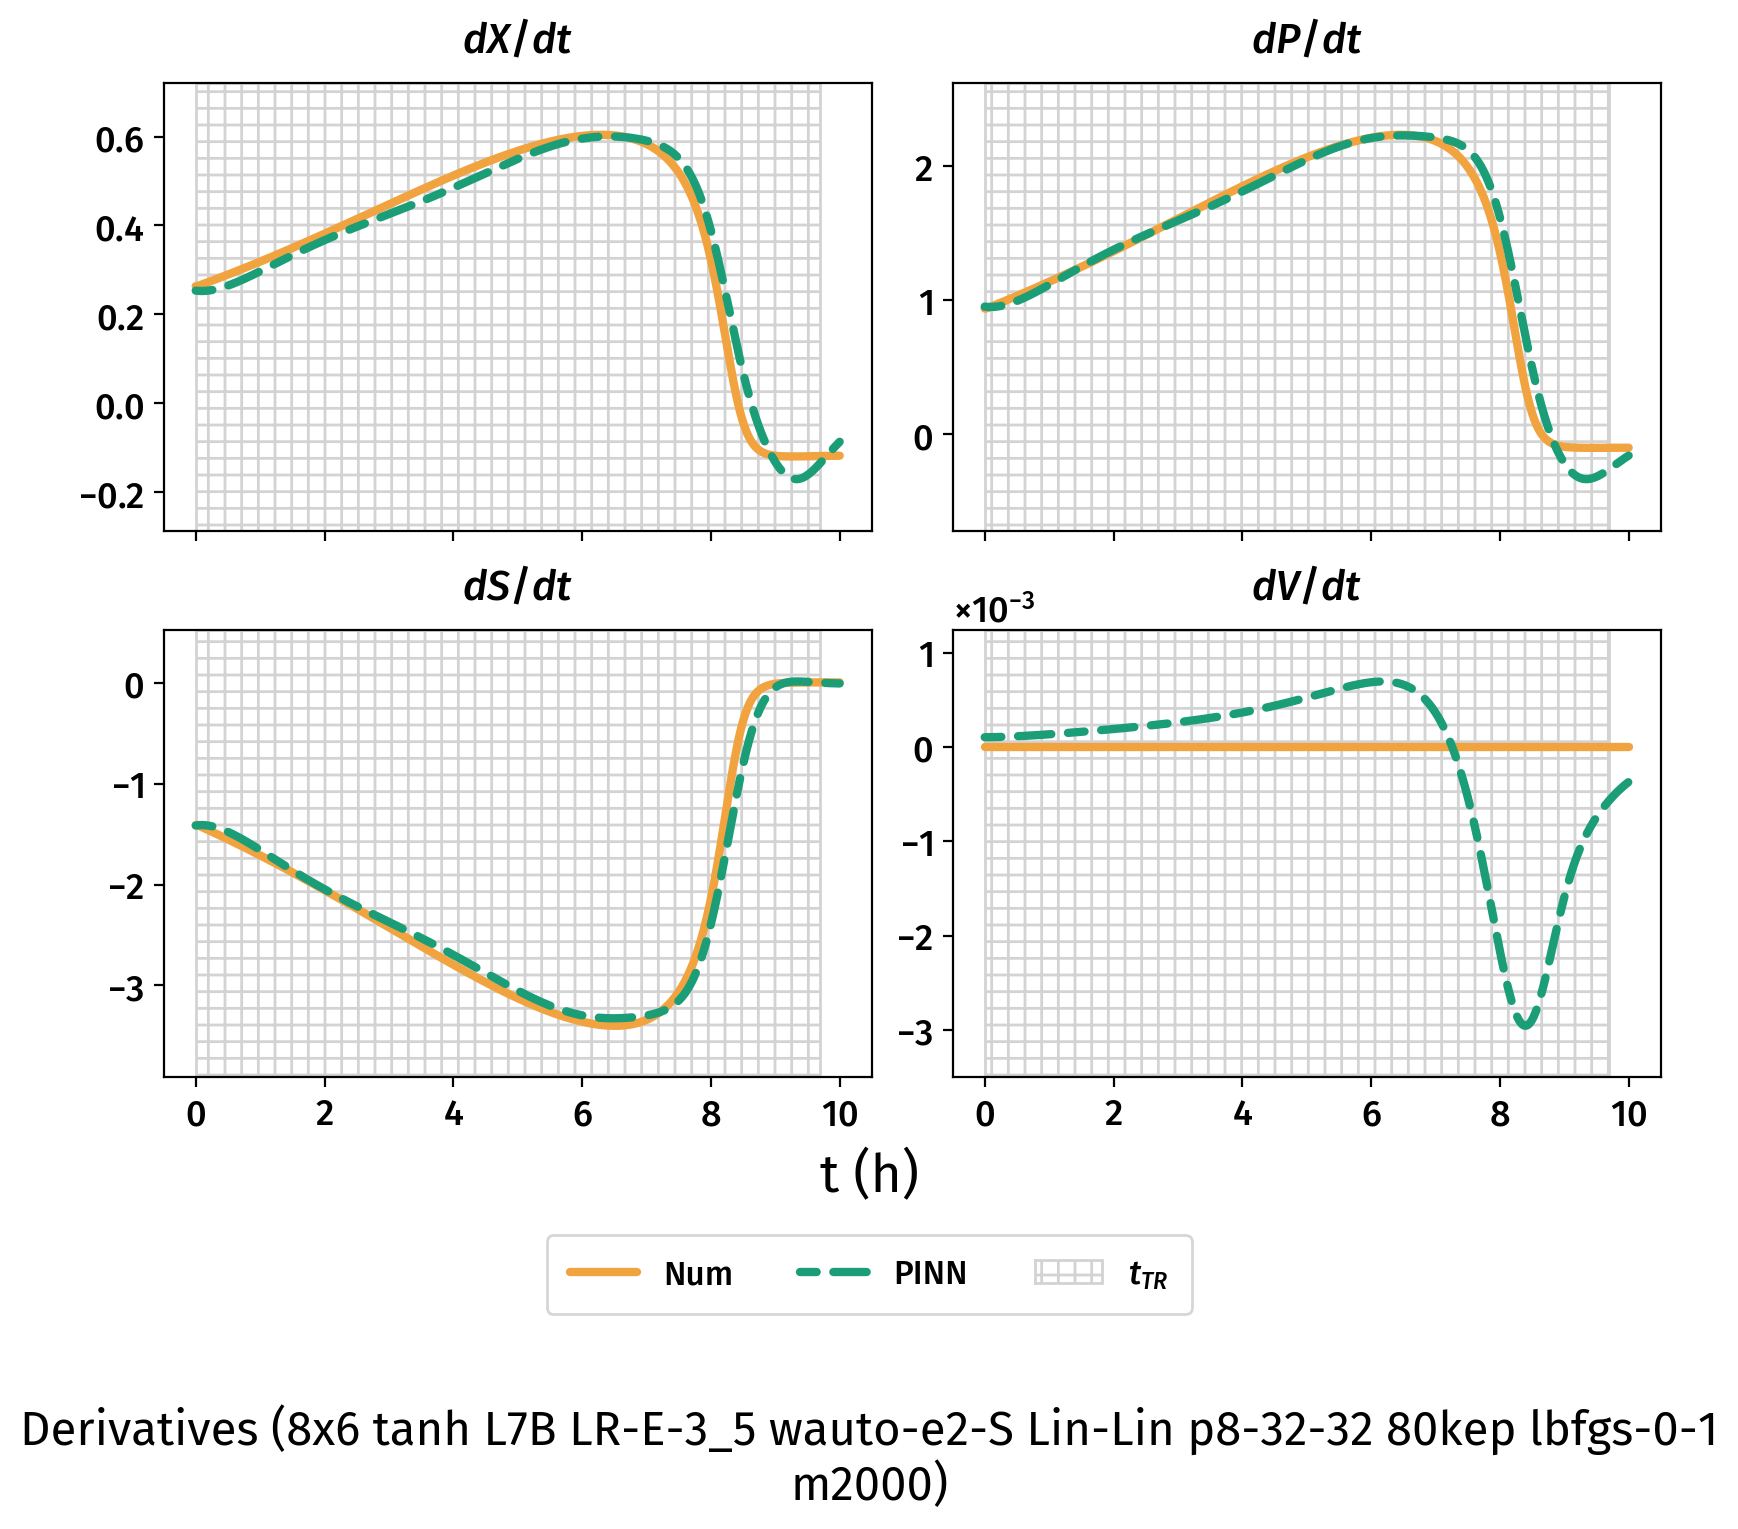 dX/dt
dP/dt
0.6
0.4
0.2
0.0
−0.2
2
1
0
dS/dt
dV/dt
×10⁻³
0
−1
−2
−3
1
0
−1
−2
−3
0 2 4 6 8 10
0 2 4 6 8 10
t (h)
Num PINN t_TR
Derivatives (8x6 tanh L7B LR-E-3_5 wauto-e2-S Lin-Lin p8-32-32 80kep lbfgs-0-1
m2000)